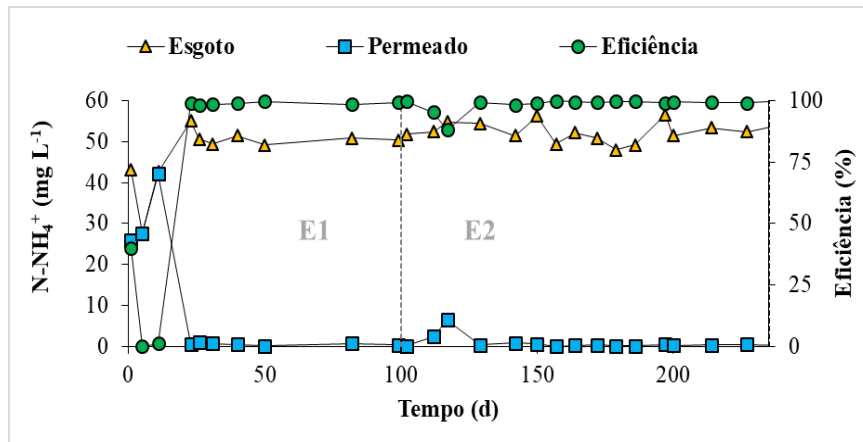 Esgoto Permeado Eficiência
N-NH₄⁺ (mg L⁻¹)
60
50
40
30
20
10
0
E1 E2
100
75
50
25
0
Eficiência (%)
0 50 100 150 200
Tempo (d)